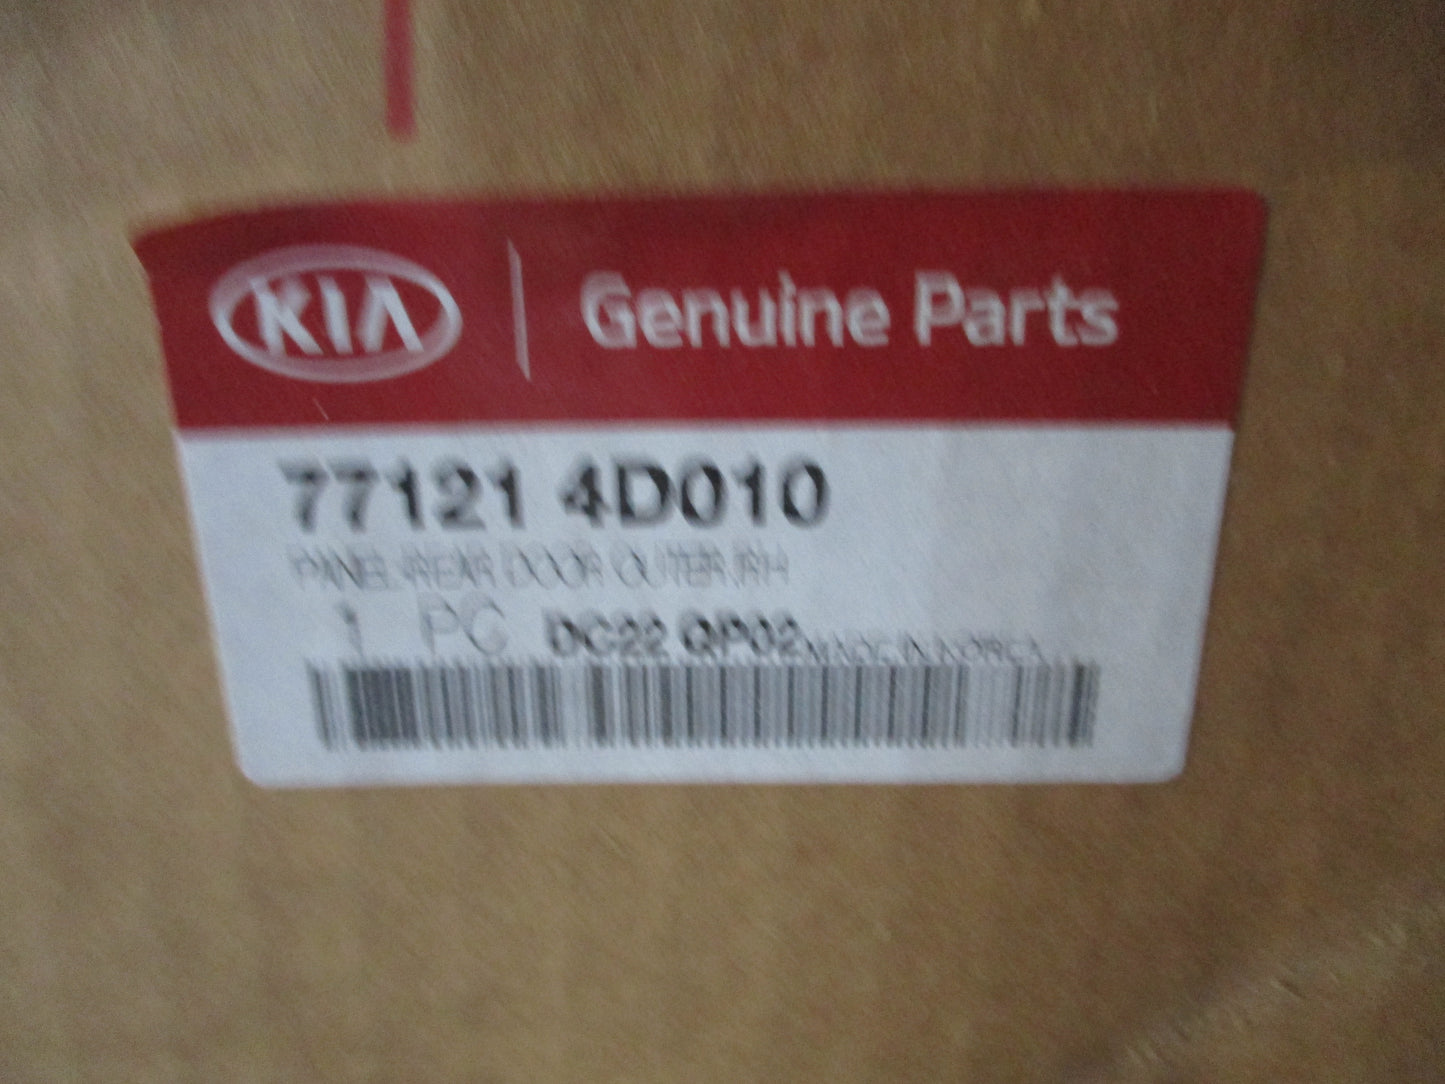 KIA Genuine Parts
77121 4D010
PANEL-REAR DOOR OUTER,RH
1 PC DC22 QP02 MADE IN KOREA